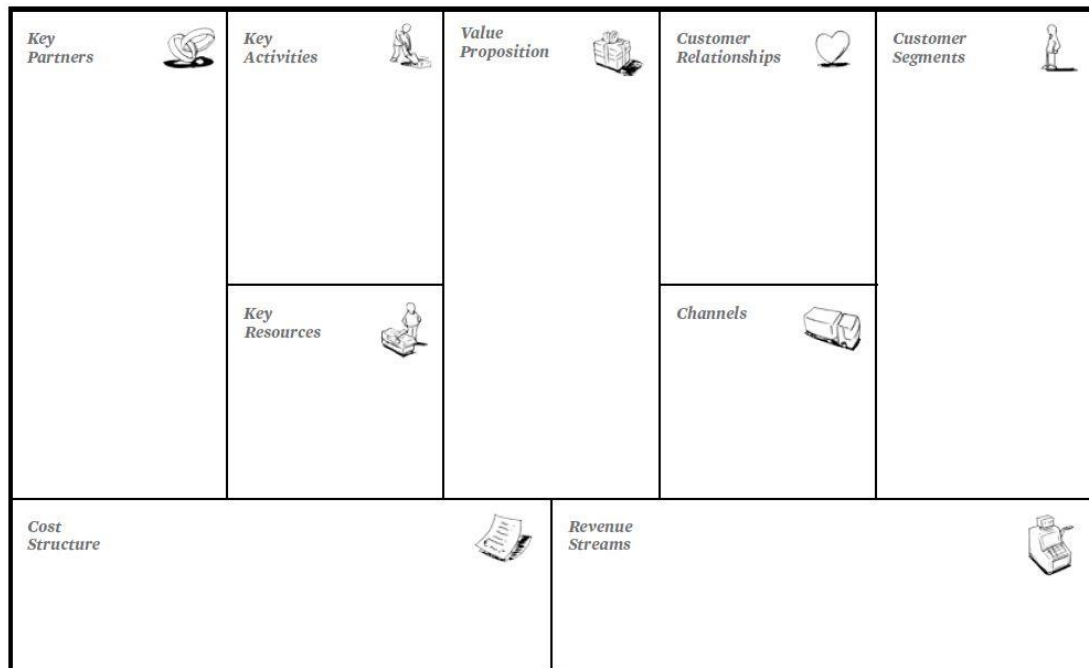 Key
Partners
Key
Activities
Value
Proposition
Customer
Relationships
Customer
Segments
Key
Resources
Channels
Cost
Structure
Revenue
Streams